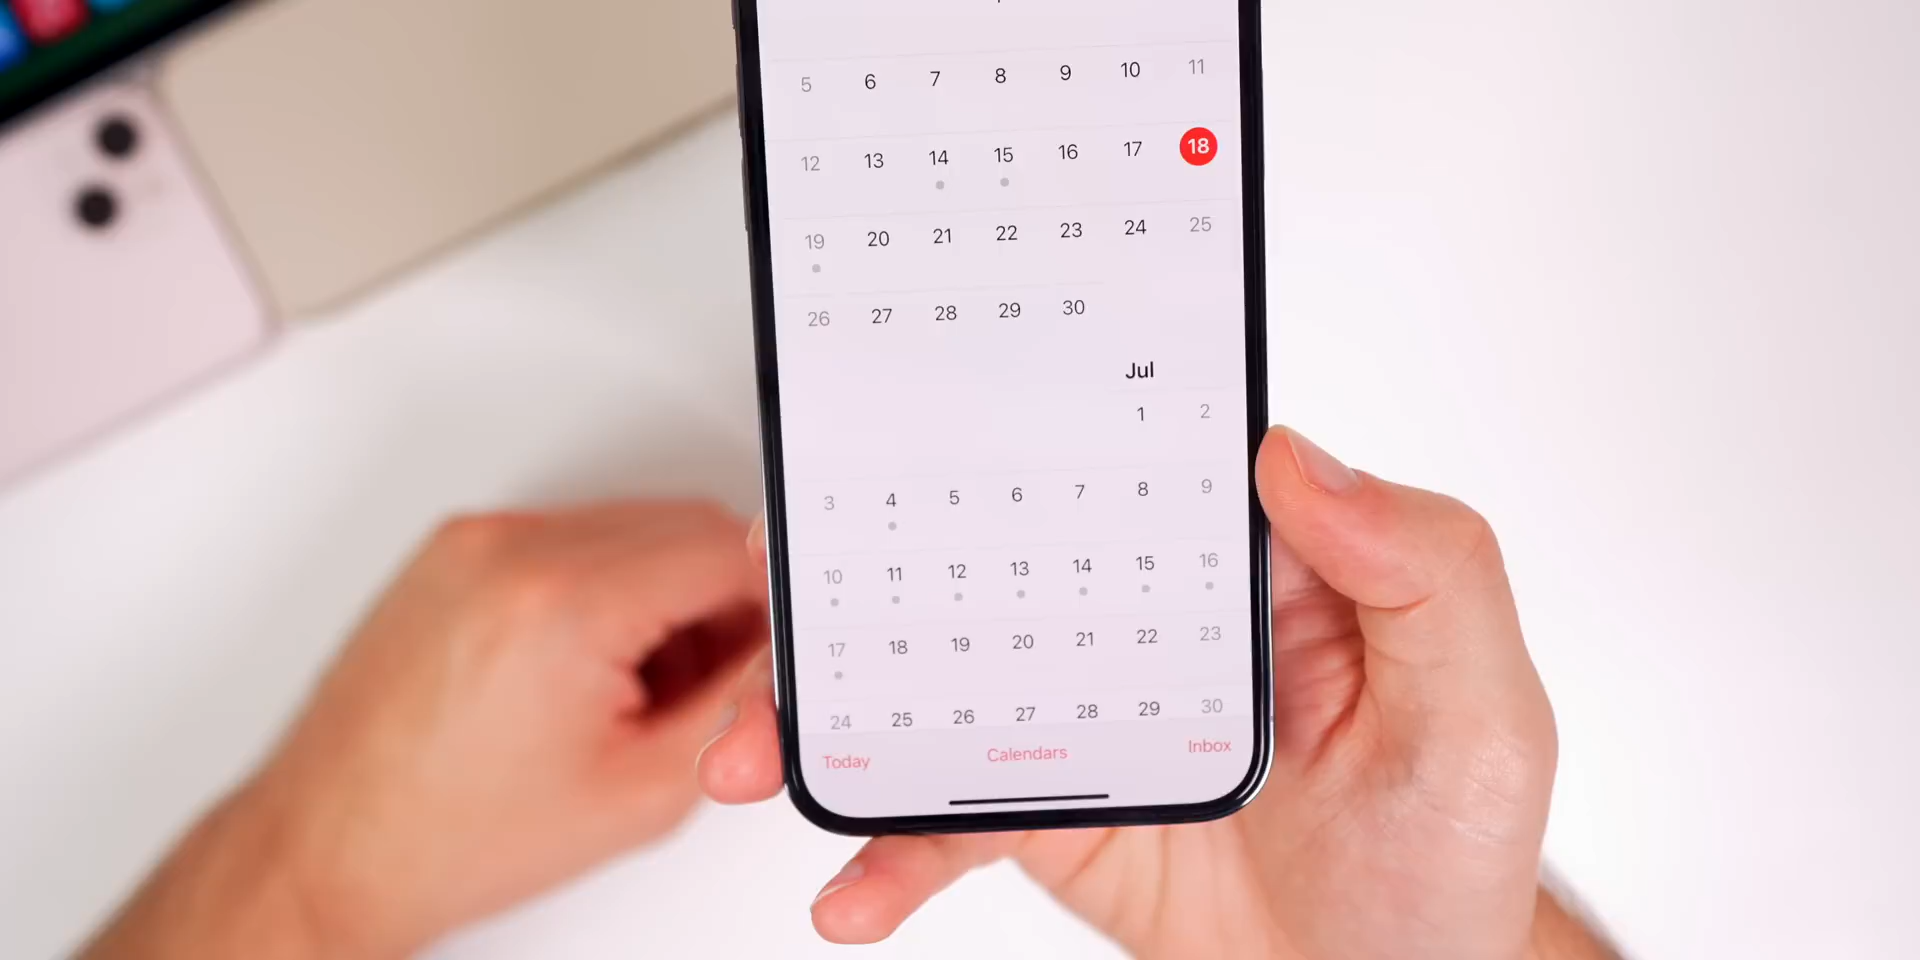 5 6 7 8 9 10 11
12 13 14 15 16 17 18
19 20 21 22 23 24 25
26 27 28 29 30
Jul
1 2
3 4 5 6 7 8 9
10 11 12 13 14 15 16
17 18 19 20 21 22 23
24 25 26 27 28 29 30
Today Calendars Inbox